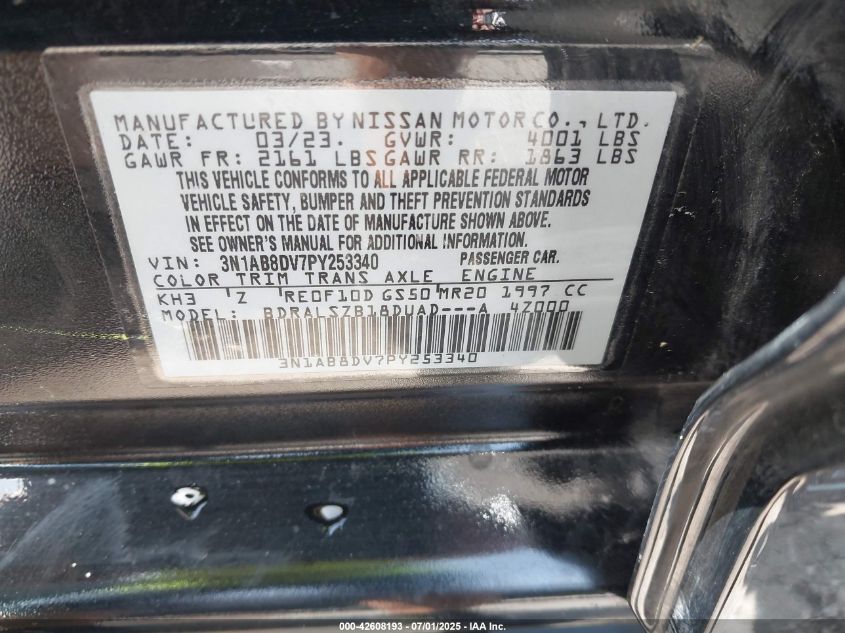 MANUFACTURED BY NISSAN MOTOR CO., LTD.
DATE: 03/23. GVWR: 4001 LBS
GAWR FR: 2161 LBS GAWR RR: 1863 LBS
THIS VEHICLE CONFORMS TO ALL APPLICABLE FEDERAL MOTOR
VEHICLE SAFETY, BUMPER AND THEFT PREVENTION STANDARDS
IN EFFECT ON THE DATE OF MANUFACTURE SHOWN ABOVE.
SEE OWNER'S MANUAL FOR ADDITIONAL INFORMATION.
VIN: 3N1AB8DV7PY253340 PASSENGER CAR.
COLOR TRIM TRANS AXLE ENGINE
KH3 Z RE0F10D GS50 MR20 1997 CC
MODEL: BDRALSZB18DUAD---A 4Z000
3N1AB8DV7PY253340
000-42608193 - 07/01/2025 - IAA Inc.